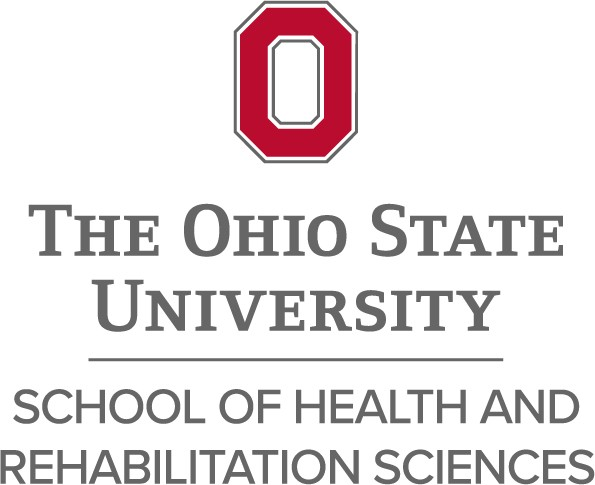 O
THE OHIO STATE
UNIVERSITY
SCHOOL OF HEALTH AND
REHABILITATION SCIENCES